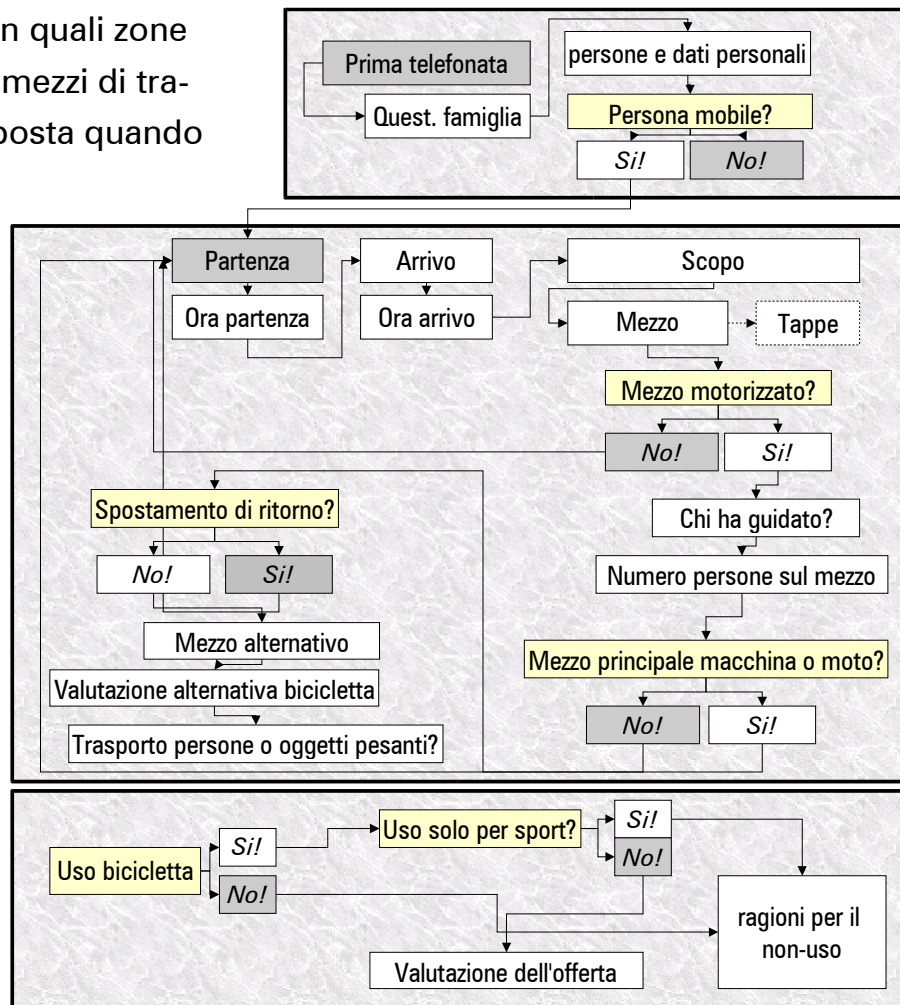 n quali zone
mezzi di tra-
posta quando
Prima telefonata
Quest. famiglia
persone e dati personali
Persona mobile?
Si!
No!
Partenza
Ora partenza
Arrivo
Ora arrivo
Scopo
Mezzo
Tappe
Mezzo motorizzato?
No!
Si!
Chi ha guidato?
Numero persone sul mezzo
Mezzo principale macchina o moto?
No!
Si!
Spostamento di ritorno?
No!
Si!
Mezzo alternativo
Valutazione alternativa bicicletta
Trasporto persone o oggetti pesanti?
Uso bicicletta
Si!
No!
Uso solo per sport?
Si!
No!
Valutazione dell'offerta
ragioni per il
non-uso